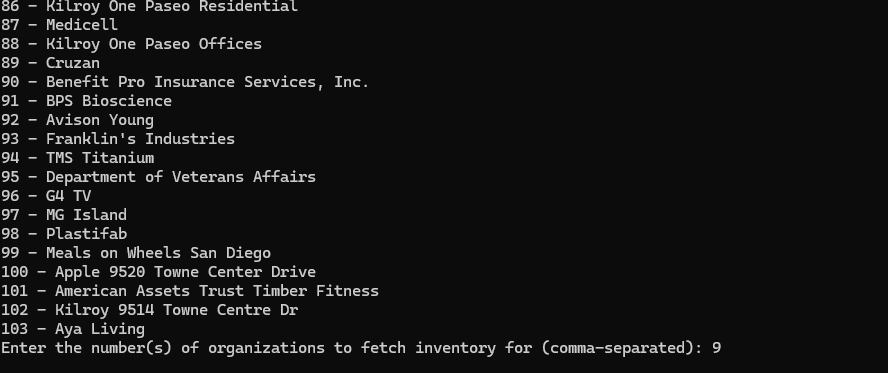 86 - Kilroy One Paseo Residential
87 - Medicell
88 - Kilroy One Paseo Offices
89 - Cruzan
90 - Benefit Pro Insurance Services, Inc.
91 - BPS Bioscience
92 - Avison Young
93 - Franklin's Industries
94 - TMS Titanium
95 - Department of Veterans Affairs
96 - G4 TV
97 - MG Island
98 - Plastifab
99 - Meals on Wheels San Diego
100 - Apple 9520 Towne Center Drive
101 - American Assets Trust Timber Fitness
102 - Kilroy 9514 Towne Centre Dr
103 - Aya Living
Enter the number(s) of organizations to fetch inventory for (comma-separated): 9